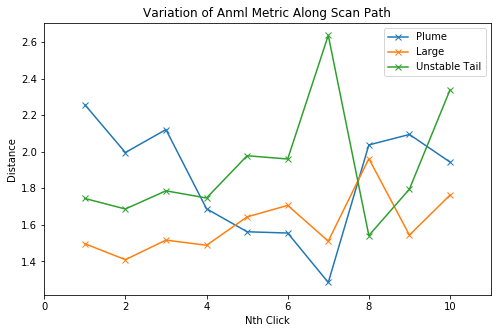 Variation of Anml Metric Along Scan Path
Plume
Large
Unstable Tail
2.6
2.4
2.2
2.0
1.8
1.6
1.4
Distance
0
2
4
6
8
10
Nth Click